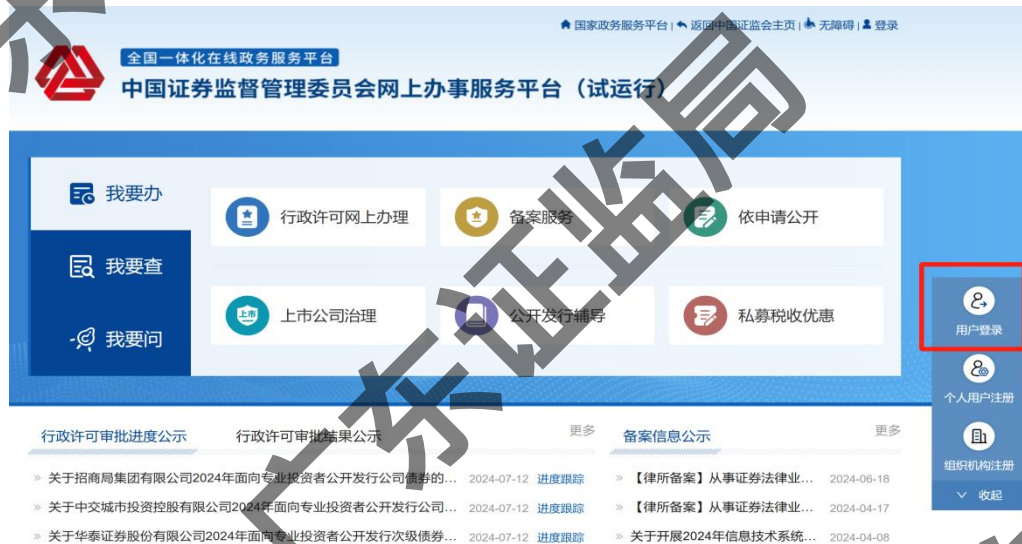 国家政务服务平台 | 返回中国证监会主页 | 无障碍 | 登录
全国一体化在线政务服务平台
中国证券监督管理委员会网上办事服务平台（试运行）
我要办
行政许可网上办理
备案服务
依申请公开
我要查
上市
上市公司治理
公开发行辅导
私募税收优惠
我要问
用户登录
个人用户注册
组织机构注册
收起
行政许可审批进度公示 行政许可审批结果公示 更多
» 关于招商局集团有限公司2024年面向专业投资者公开发行公司债券的... 2024-07-12 进度跟踪
» 关于中交城市投资控股有限公司2024年面向专业投资者公开发行公司... 2024-07-12 进度跟踪
» 关于华泰证券股份有限公司2024年面向专业投资者公开发行次级债券... 2024-07-12 进度跟踪
备案信息公示 更多
» 【律所备案】从事证券法律业... 2024-06-18
» 【律所备案】从事证券法律业... 2024-04-17
» 关于开展2024年信息技术系统... 2024-04-08
广东证监局